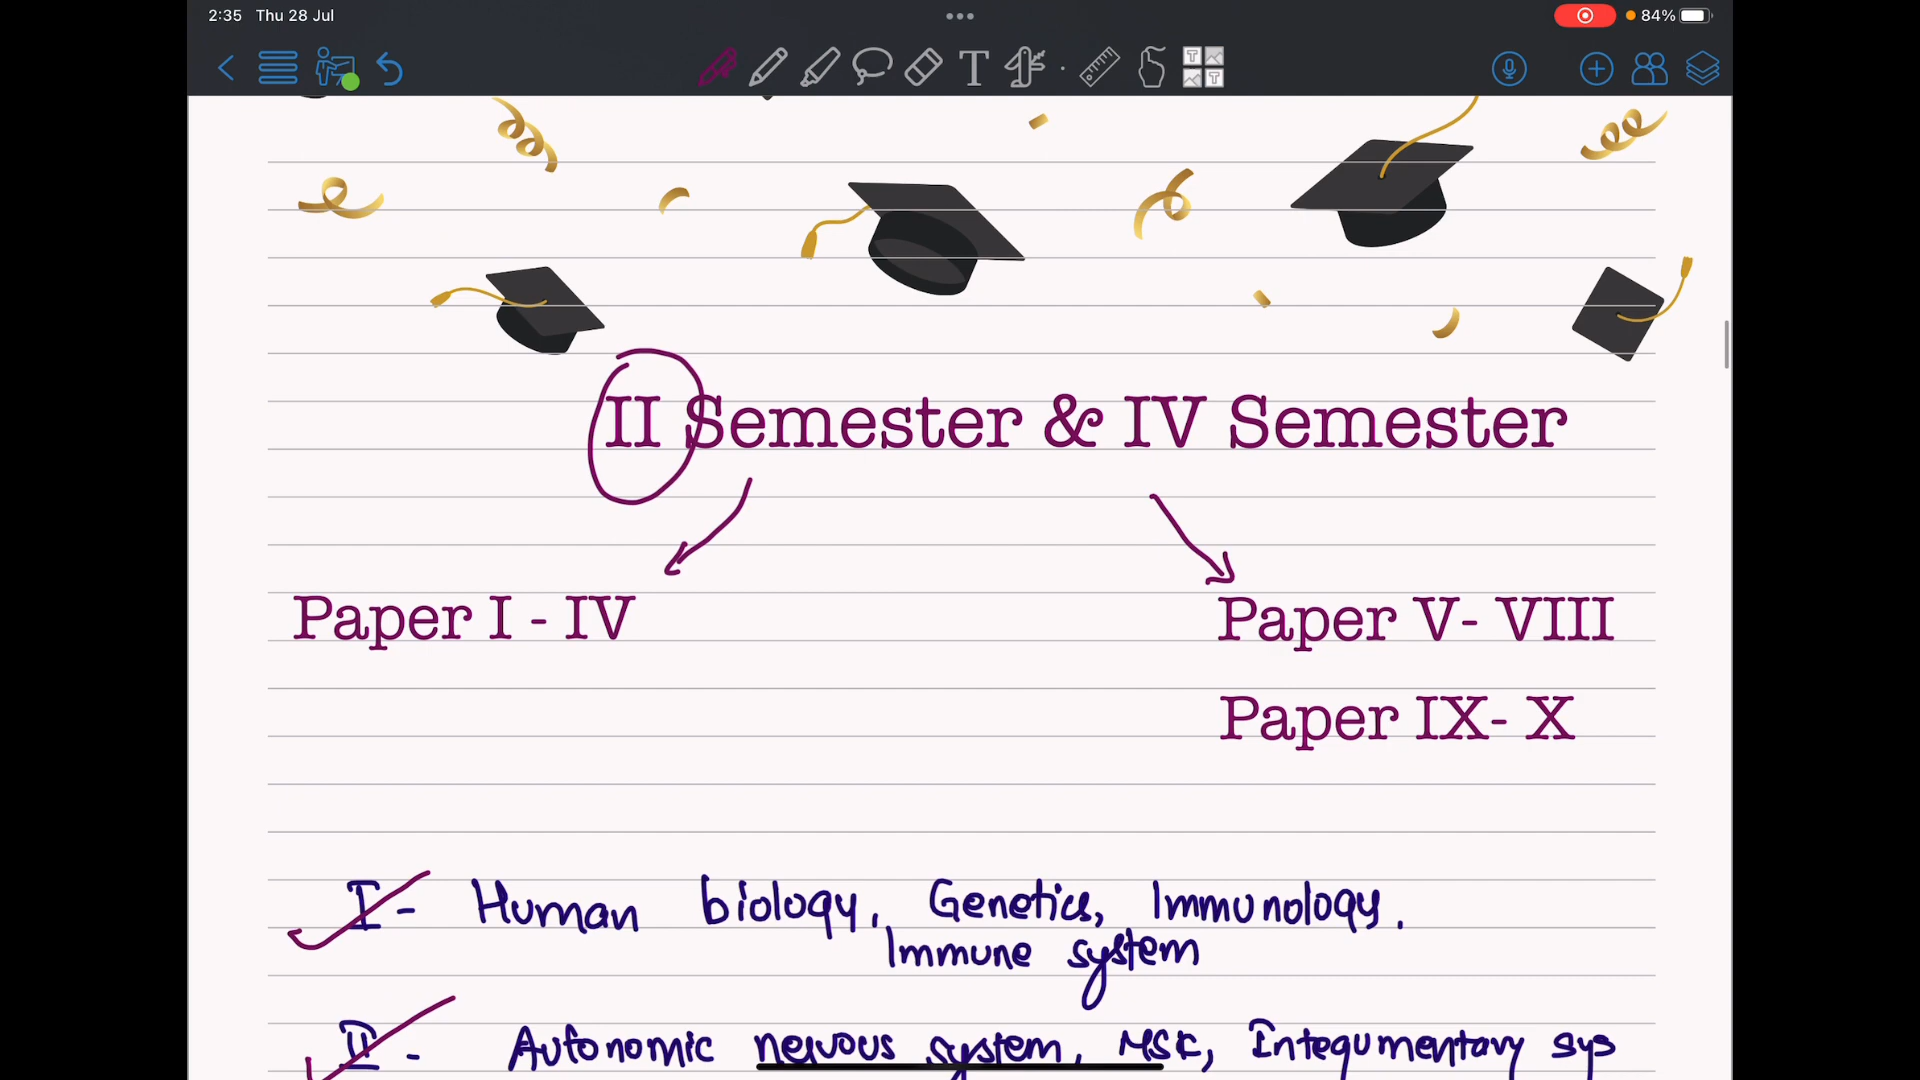 2:35 Thu 28 Jul
84%
II Semester & IV Semester
Paper I - IV
Paper V- VIII
Paper IX- X
I - Human biology, Genetics, Immunology.
Immune system
II - Autonomic nervous system, MSK, Integumentary sys